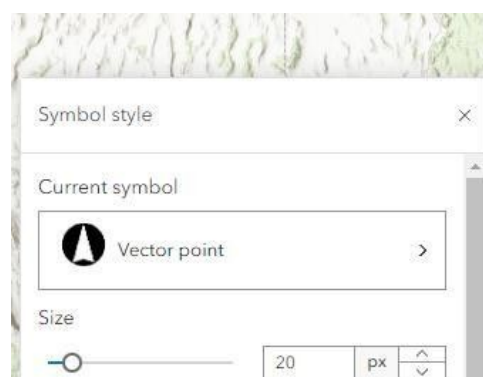 Symbol style
Current symbol
Vector point
Size
20 px